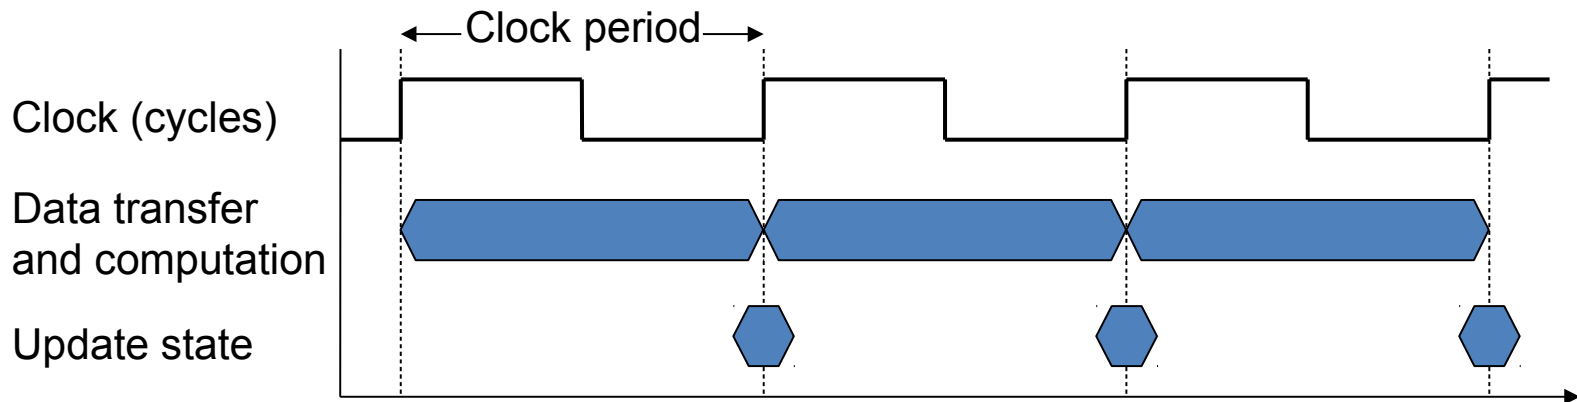 Clock period
Clock (cycles)
Data transfer
and computation
Update state